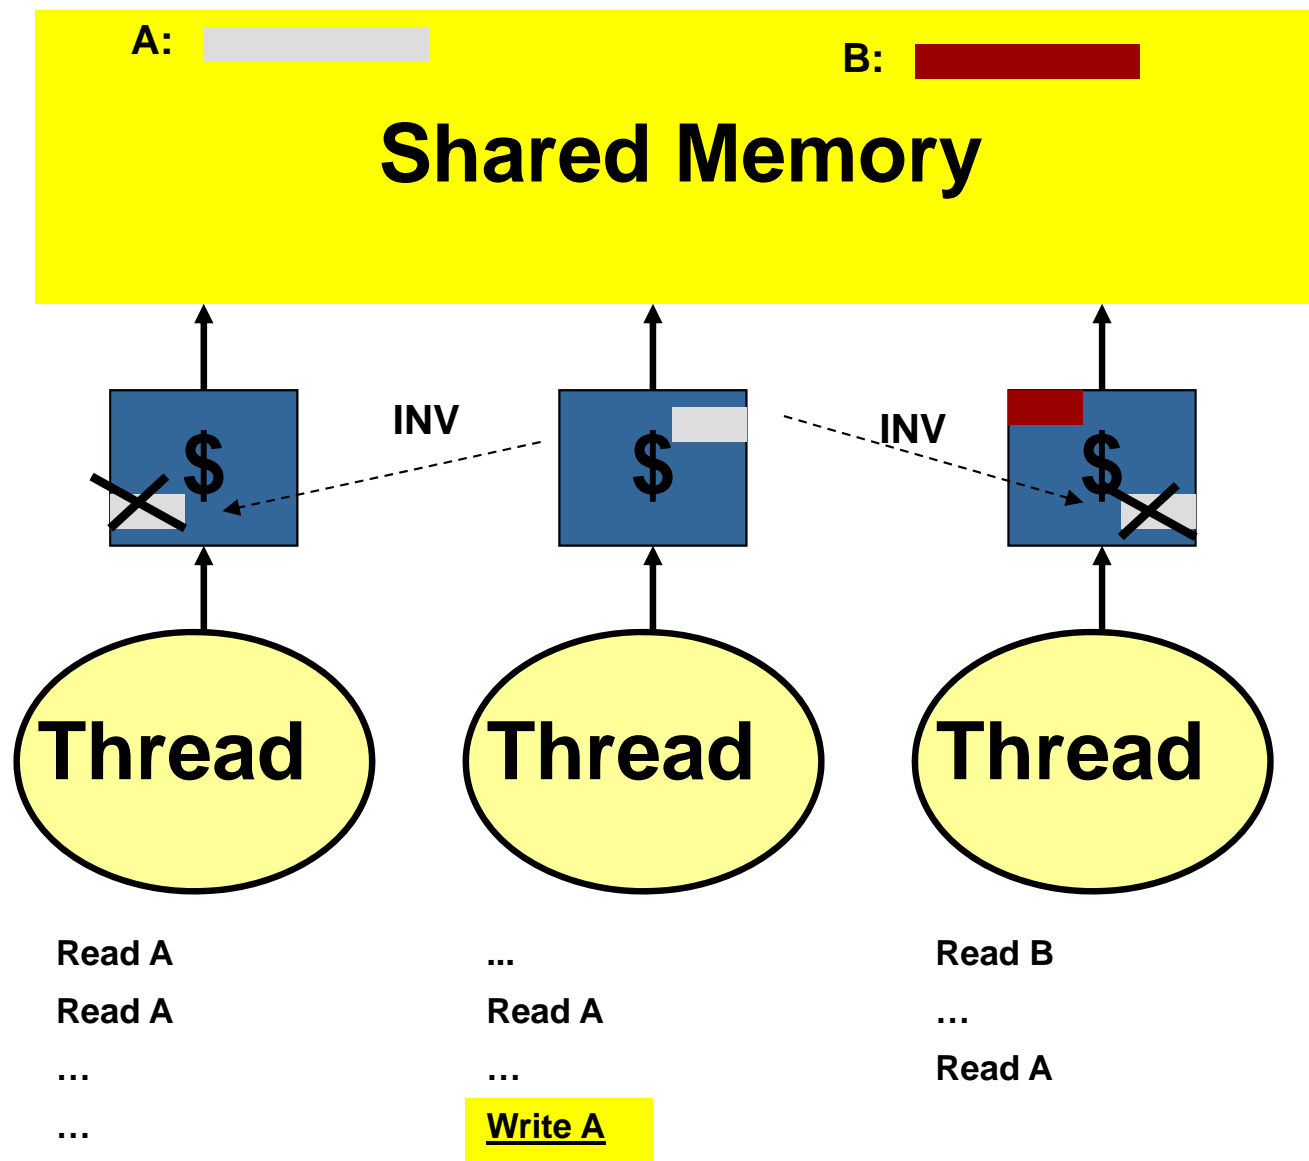 A:
B:
Shared Memory
INV
INV
$
$
$
Thread
Thread
Thread
Read A
...
Read B
Read A
Read A
…
…
…
Read A
…
Write A